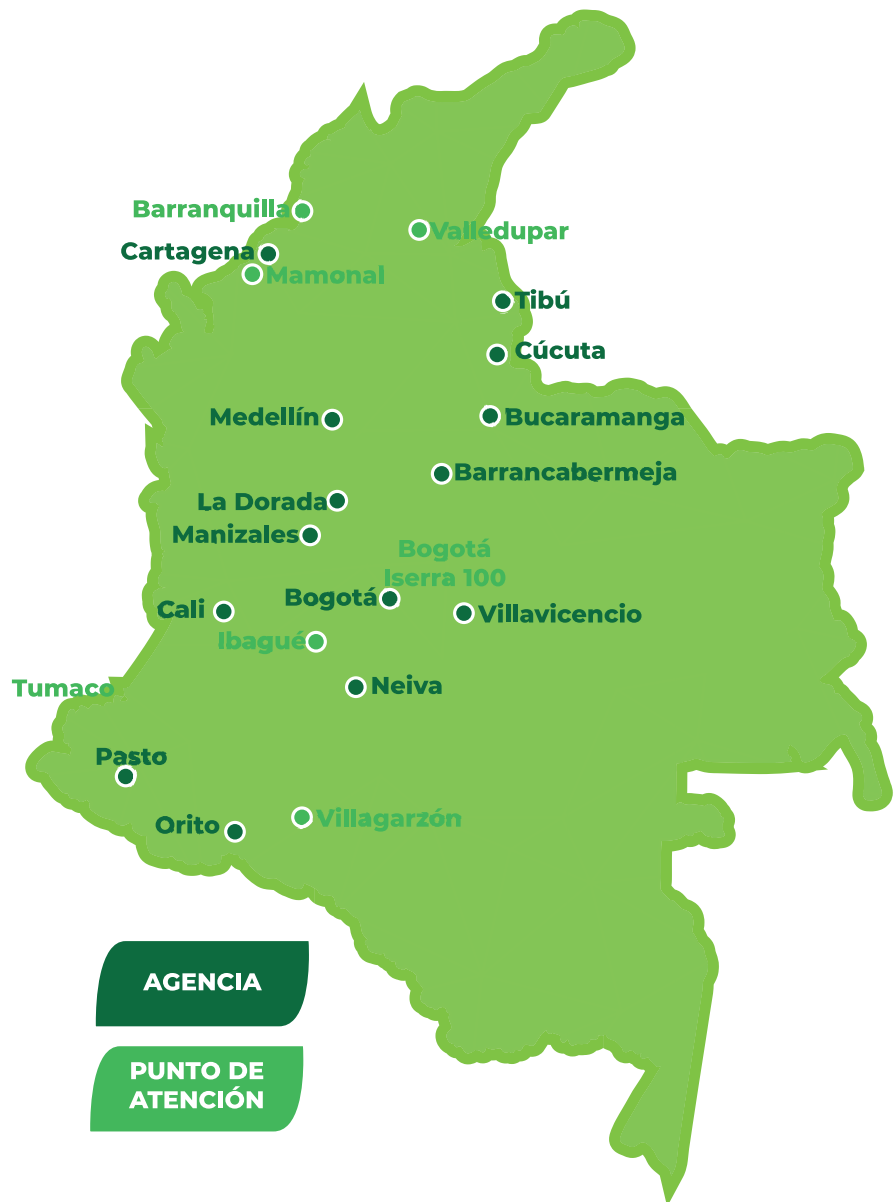 Barranquilla
Valledupar
Cartagena
Mamonal
Tibú
Cúcuta
Medellín
Bucaramanga
Barrancabermeja
La Dorada
Manizales
Bogotá
Iserra 100
Bogotá
Cali
Villavicencio
Ibagué
Neiva
Tumaco
Pasto
Villagarzón
Orito
AGENCIA
PUNTO DE
ATENCIÓN